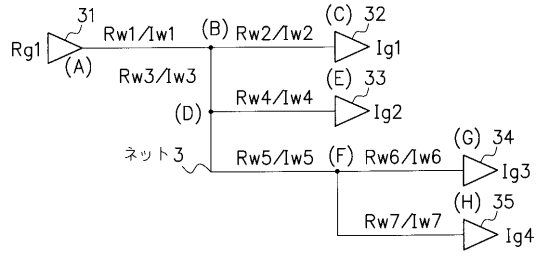 31
Rg1
(A)
Rw1/Iw1
(B)
Rw2/Iw2
(C)
32
Ig1
Rw3/Iw3
(D)
Rw4/Iw4
(E)
33
Ig2
ネット3
Rw5/Iw5
(F)
Rw6/Iw6
(G)
34
Ig3
Rw7/Iw7
(H)
35
Ig4